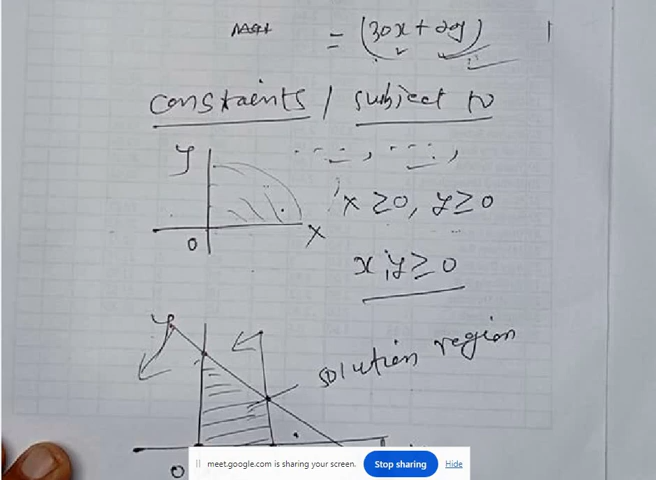 = (30x + 20y)
constraints / subject to
y
x ≥ 0, y ≥ 0
0
x
x, y ≥ 0
y
solution region
0
meet.google.com is sharing your screen. Stop sharing Hide